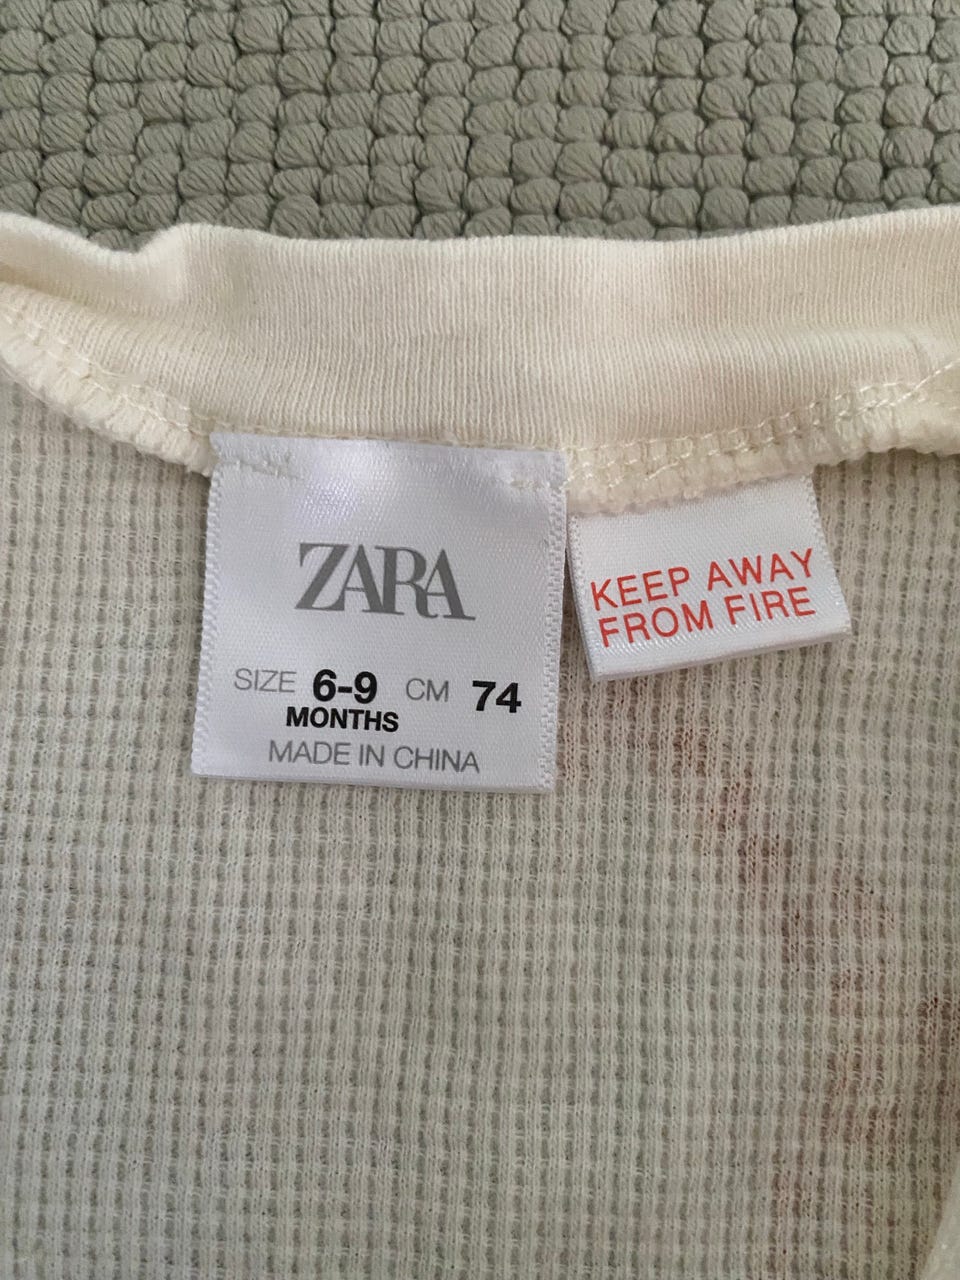 ZARA
SIZE 6-9 CM 74
MONTHS
MADE IN CHINA
KEEP AWAY
FROM FIRE